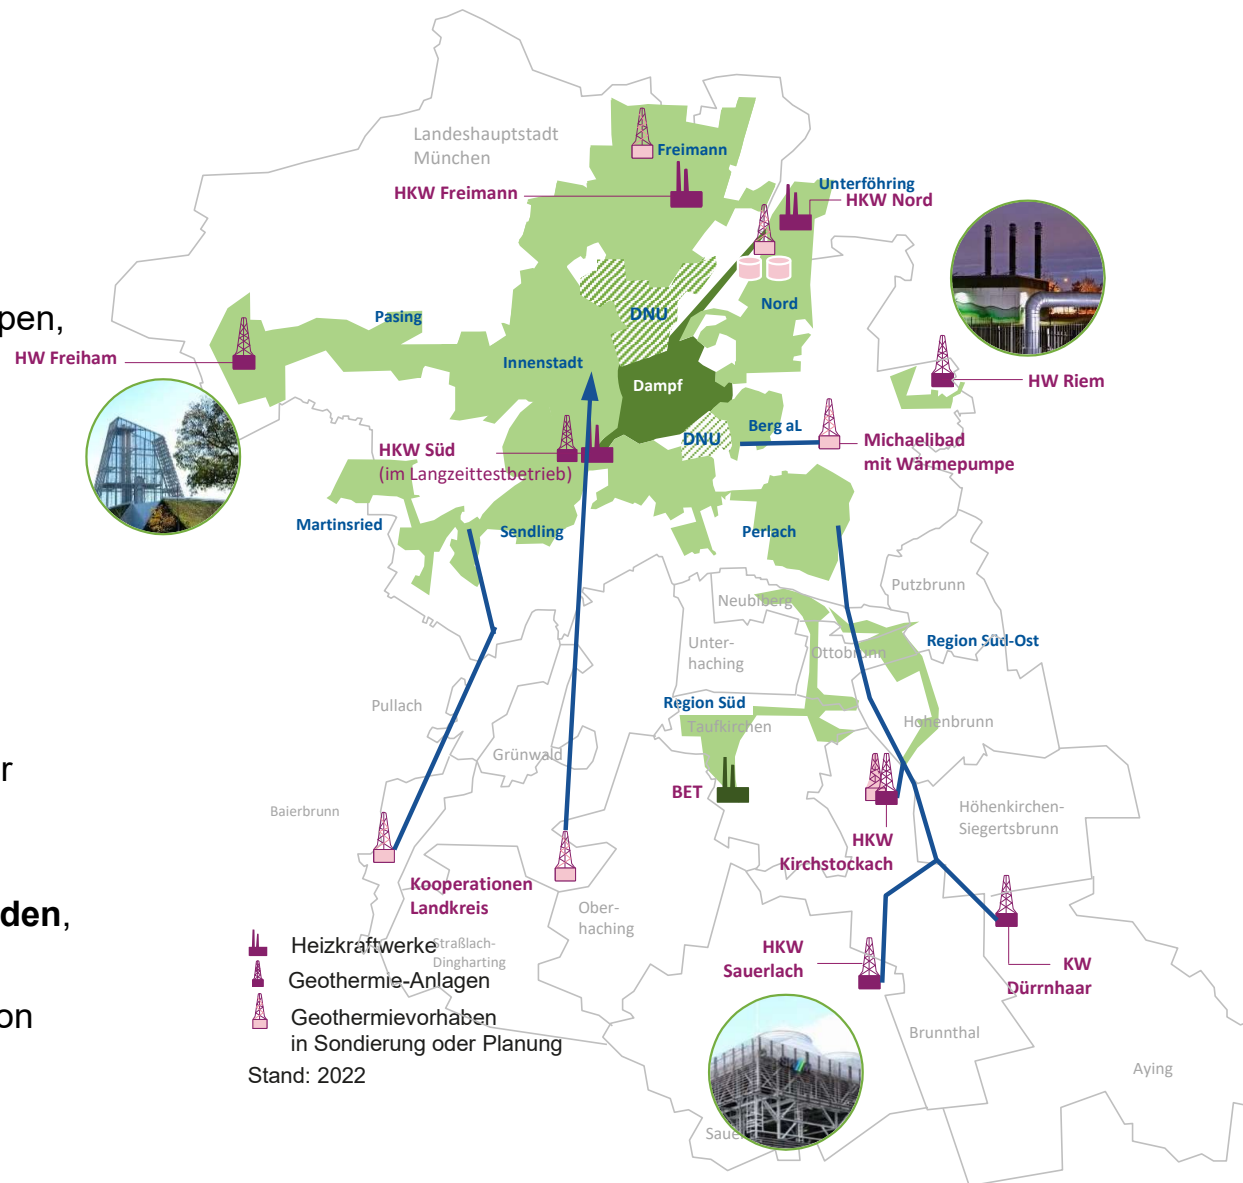 Landeshauptstadt
München
Freimann
HKW Freimann
Unterföhring
HKW Nord
pen,
Pasing
DNU
Nord
HW Freiham
Innenstadt
Dampf
HW Riem
HKW Süd
(im Langzeittestbetrieb)
DNU
Berg aL
Michaelibad
mit Wärmepumpe
Martinsried
Sendling
Perlach
Putzbrunn
Neubiberg
Unter-
haching
Ottobrunn
Region Süd-Ost
Pullach
Region Süd
Taufkirchen
Hohenbrunn
Grünwald
r
BET
Baierbrunn
Höhenkirchen-
Siegertsbrunn
HKW
Kirchstockach
Kooperationen
Landkreis
Ober-
haching
den,
Heizkraftwerke
Straßlach-
Dingharting
Geothermie-Anlagen
HKW
Sauerlach
KW
Dürrnhaar
on
Geothermievorhaben
in Sondierung oder Planung
Stand: 2022
Brunnthal
Aying